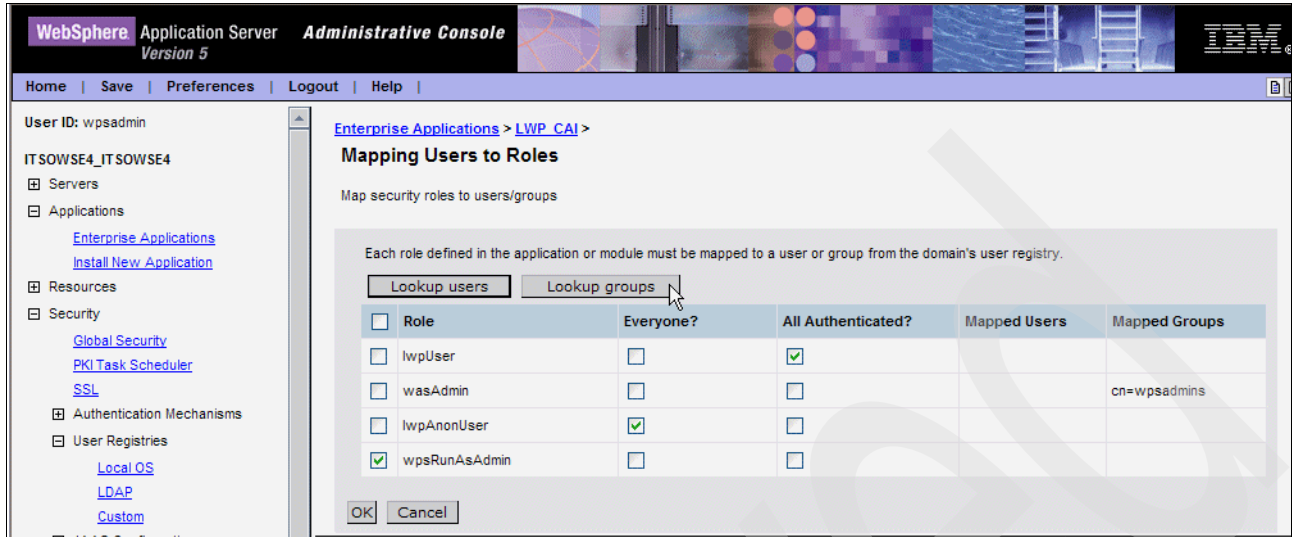 WebSphere. Application Server Administrative Console
Version 5
IBM®
Home | Save | Preferences | Logout | Help |
User ID: wpsadmin
ITSOWSE4_ITSOWSE4
Servers
Applications
Enterprise Applications
Install New Application
Resources
Security
Global Security
PKI Task Scheduler
SSL
Authentication Mechanisms
User Registries
Local OS
LDAP
Custom
Enterprise Applications > LWP_CAI >
Mapping Users to Roles
Map security roles to users/groups
Each role defined in the application or module must be mapped to a user or group from the domain's user registry.
Lookup users Lookup groups
Role Everyone? All Authenticated? Mapped Users Mapped Groups
lwpUser
wasAdmin cn=wpsadmins
lwpAnonUser
wpsRunAsAdmin
OK Cancel